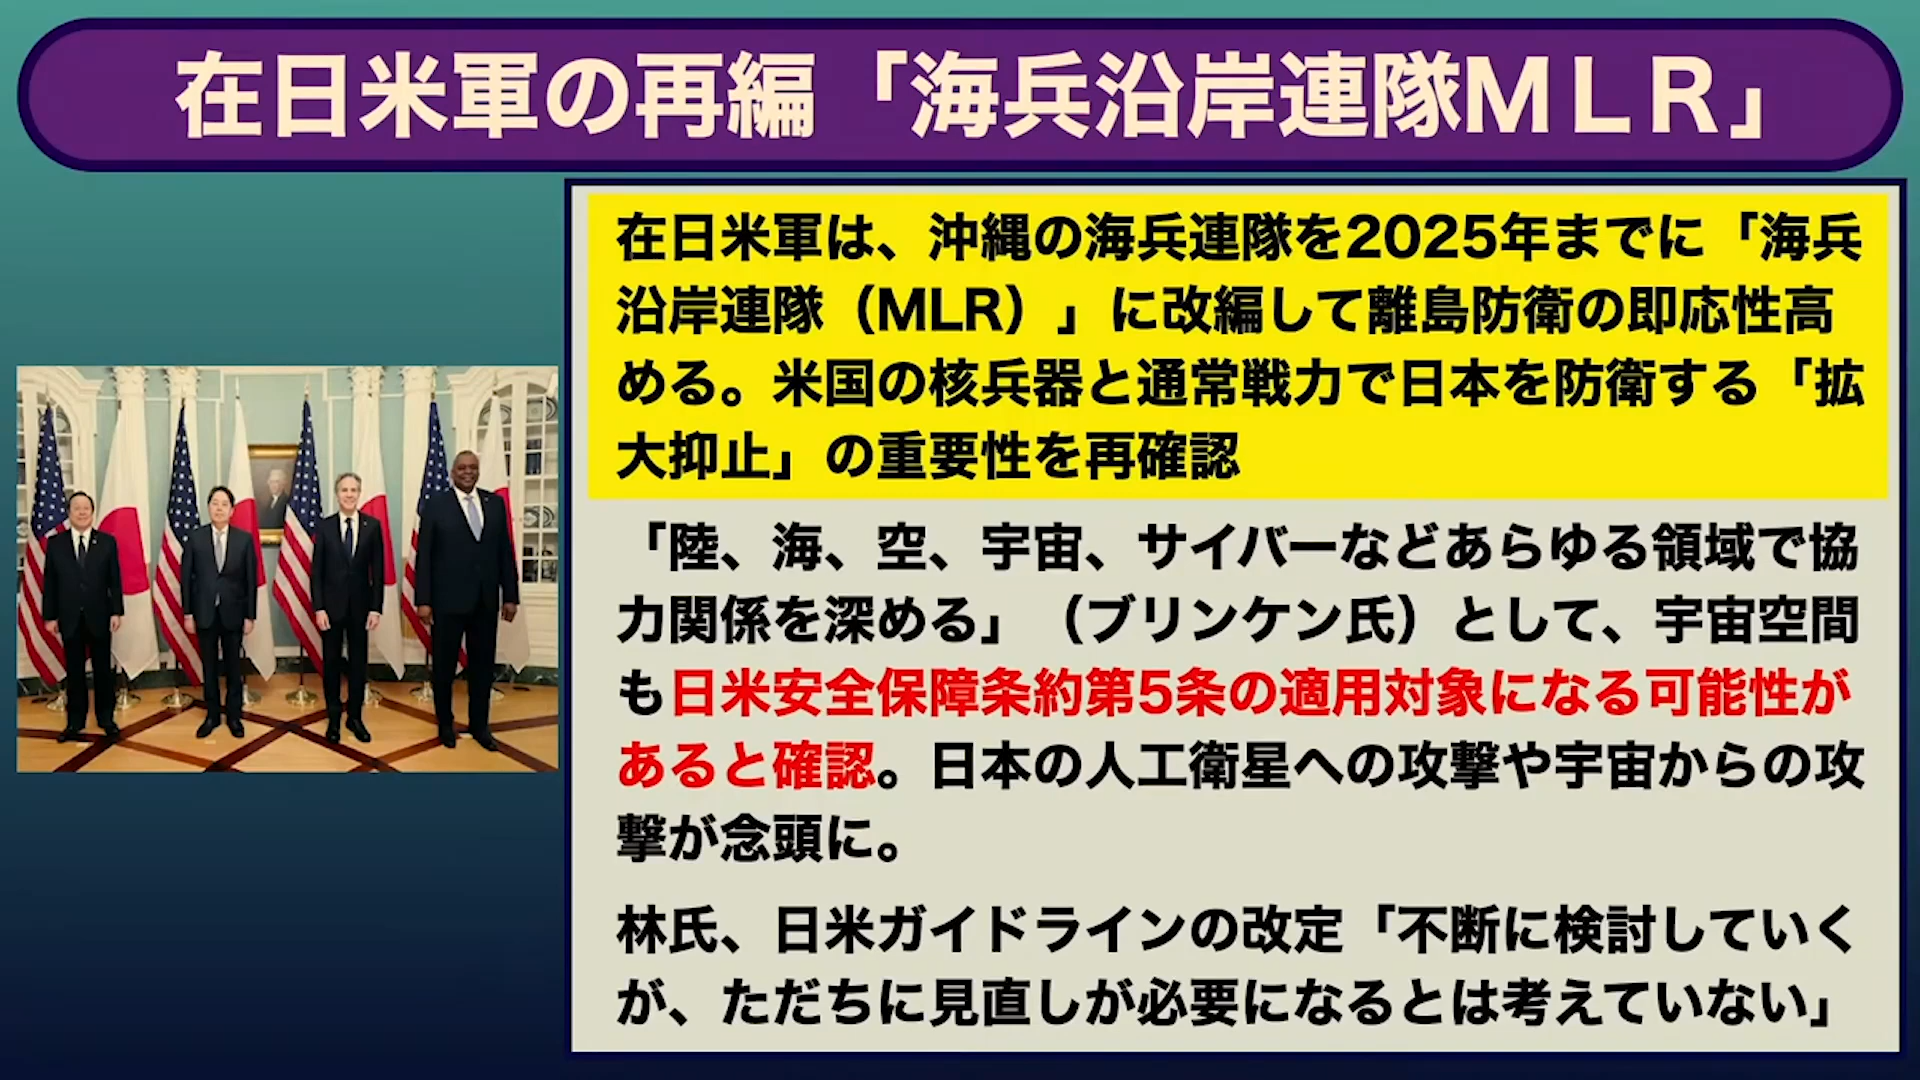 在日米軍の再編「海兵沿岸連隊ＭＬＲ」
在日米軍は、沖縄の海兵連隊を2025年までに「海兵
沿岸連隊（MLR）」に改編して離島防衛の即応性高
める。米国の核兵器と通常戦力で日本を防衛する「拡
大抑止」の重要性を再確認
「陸、海、空、宇宙、サイバーなどあらゆる領域で協
力関係を深める」（ブリンケン氏）として、宇宙空間
も日米安全保障条約第5条の適用対象になる可能性が
あると確認。日本の人工衛星への攻撃や宇宙からの攻
撃が念頭に。
林氏、日米ガイドラインの改定「不断に検討していく
が、ただちに見直しが必要になるとは考えていない」